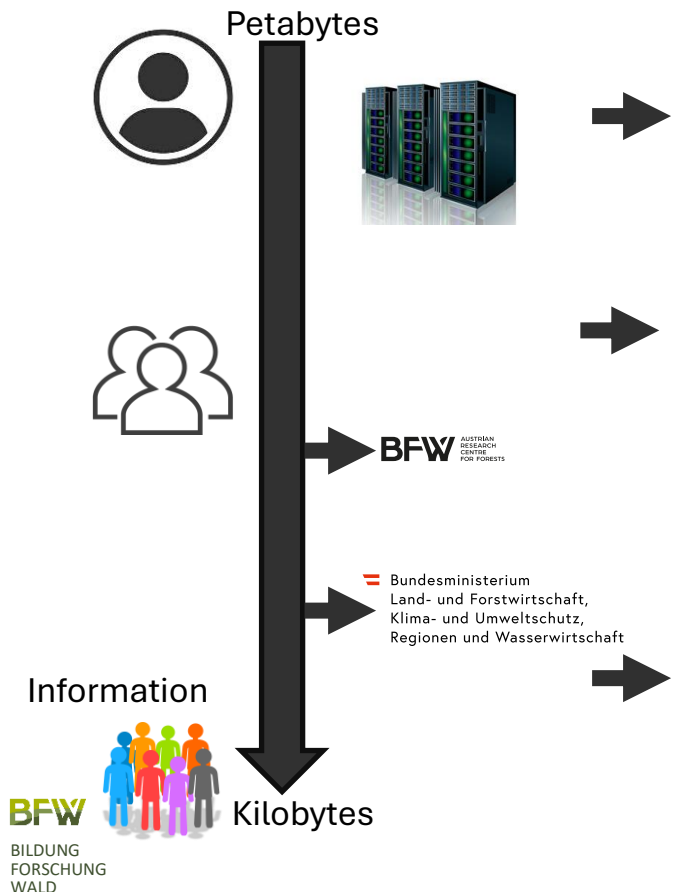 Petabytes
BFW
AUSTRIAN
RESEARCH
CENTRE
FOR FORESTS
Bundesministerium
Land- und Forstwirtschaft,
Klima- und Umweltschutz,
Regionen und Wasserwirtschaft
Information
Kilobytes
BFW
BILDUNG
FORSCHUNG
WALD